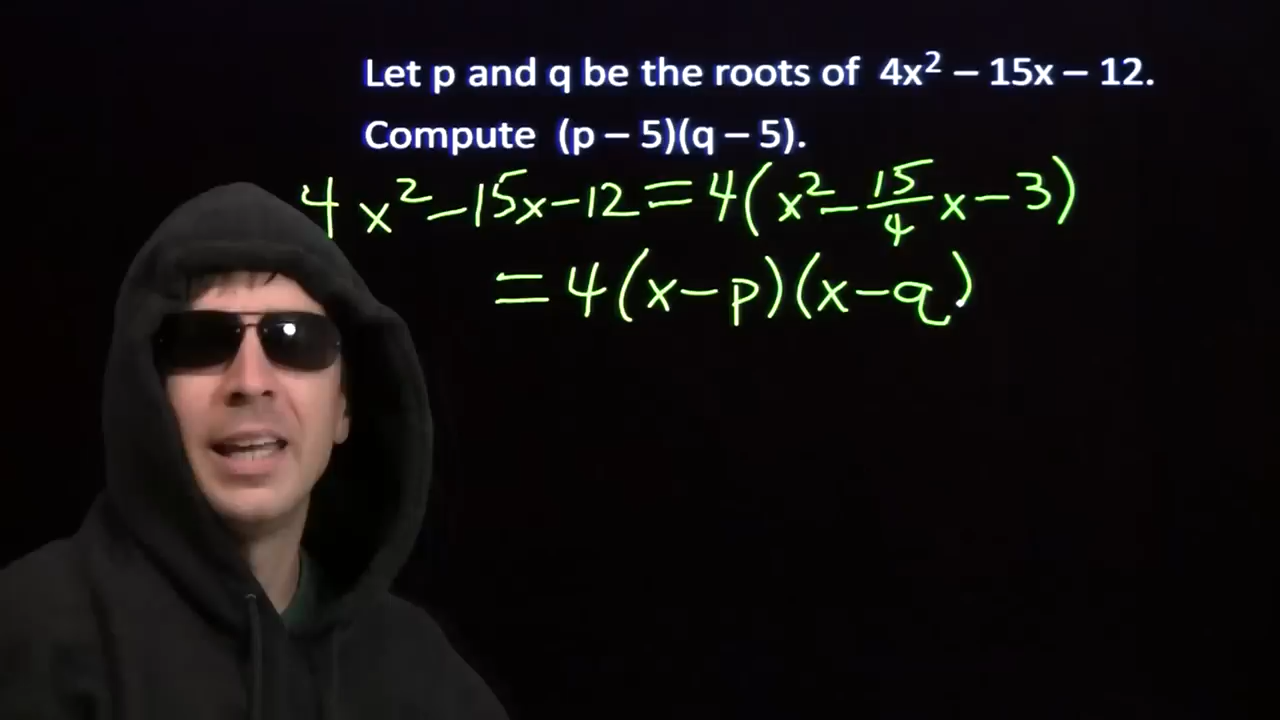 Let p and q be the roots of 4x² – 15x – 12.
Compute (p – 5)(q – 5).
4x² – 15x – 12 = 4(x² – 15/4 x – 3)
= 4(x – p)(x – q)